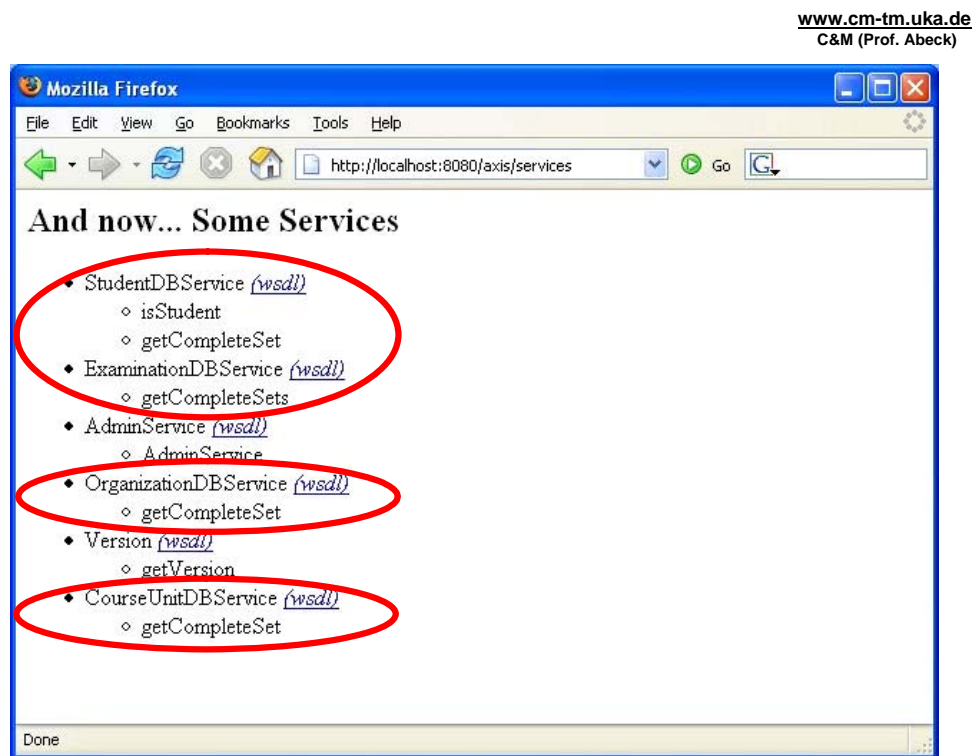 www.cm-tm.uka.de
C&M (Prof. Abeck)
Mozilla Firefox
File Edit View Go Bookmarks Tools Help
http://localhost:8080/axis/services Go G
And now... Some Services
StudentDBService (wsdl)
isStudent
getCompleteSet
ExaminationDBService (wsdl)
getCompleteSets
AdminService (wsdl)
AdminService
OrganizationDBService (wsdl)
getCompleteSet
Version (wsdl)
getVersion
CourseUnitDBService (wsdl)
getCompleteSet
Done